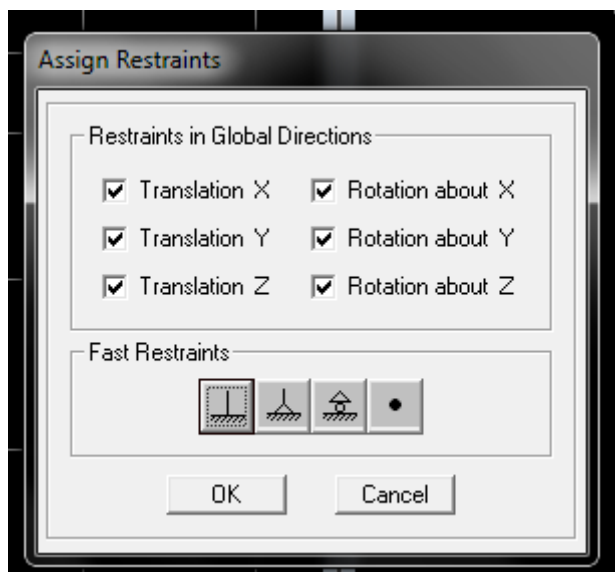 Assign Restraints
Restraints in Global Directions
Translation X Rotation about X
Translation Y Rotation about Y
Translation Z Rotation about Z
Fast Restraints
OK Cancel